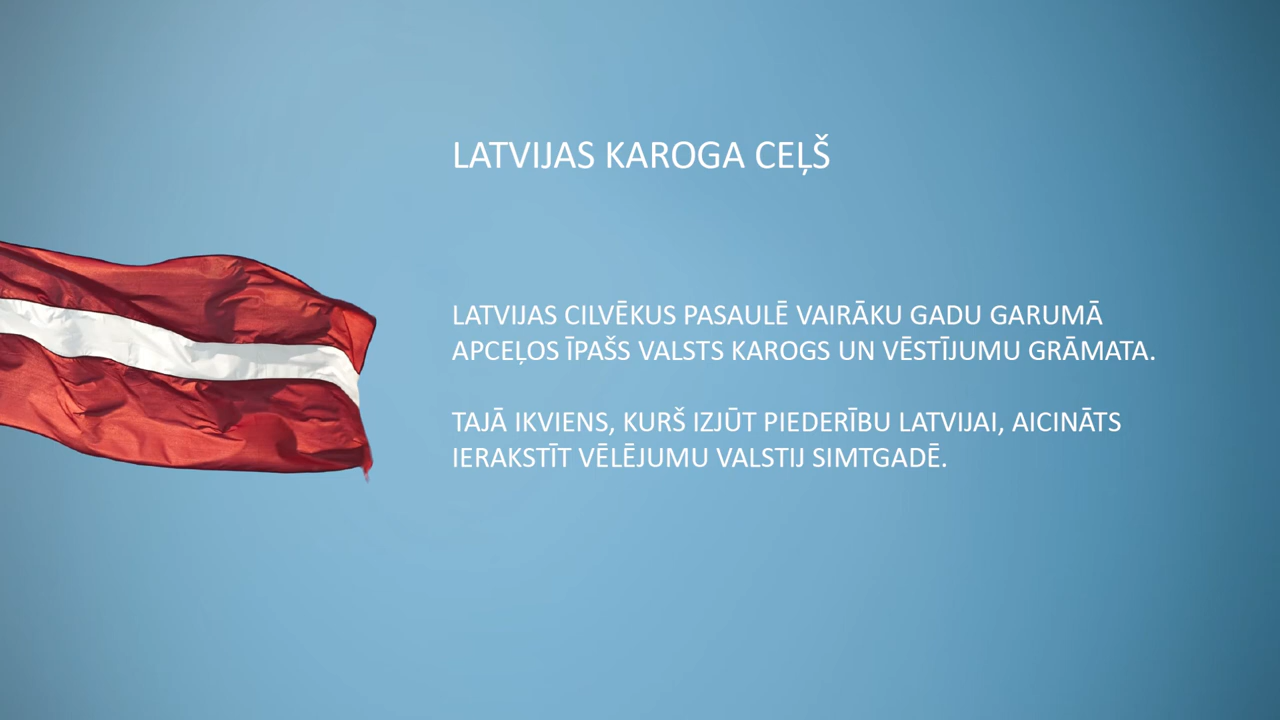 LATVIJAS KAROGA CEĻŠ
LATVIJAS CILVĒKUS PASAULĒ VAIRĀKU GADU GARUMĀ
APCEĻOS ĪPAŠS VALSTS KAROGS UN VĒSTĪJUMU GRĀMATA.
TAJĀ IKVIENS, KURŠ IZJŪT PIEDERĪBU LATVIJAI, AICINĀTS
IERAKSTĪT VĒLĒJUMU VALSTIJ SIMTGADĒ.